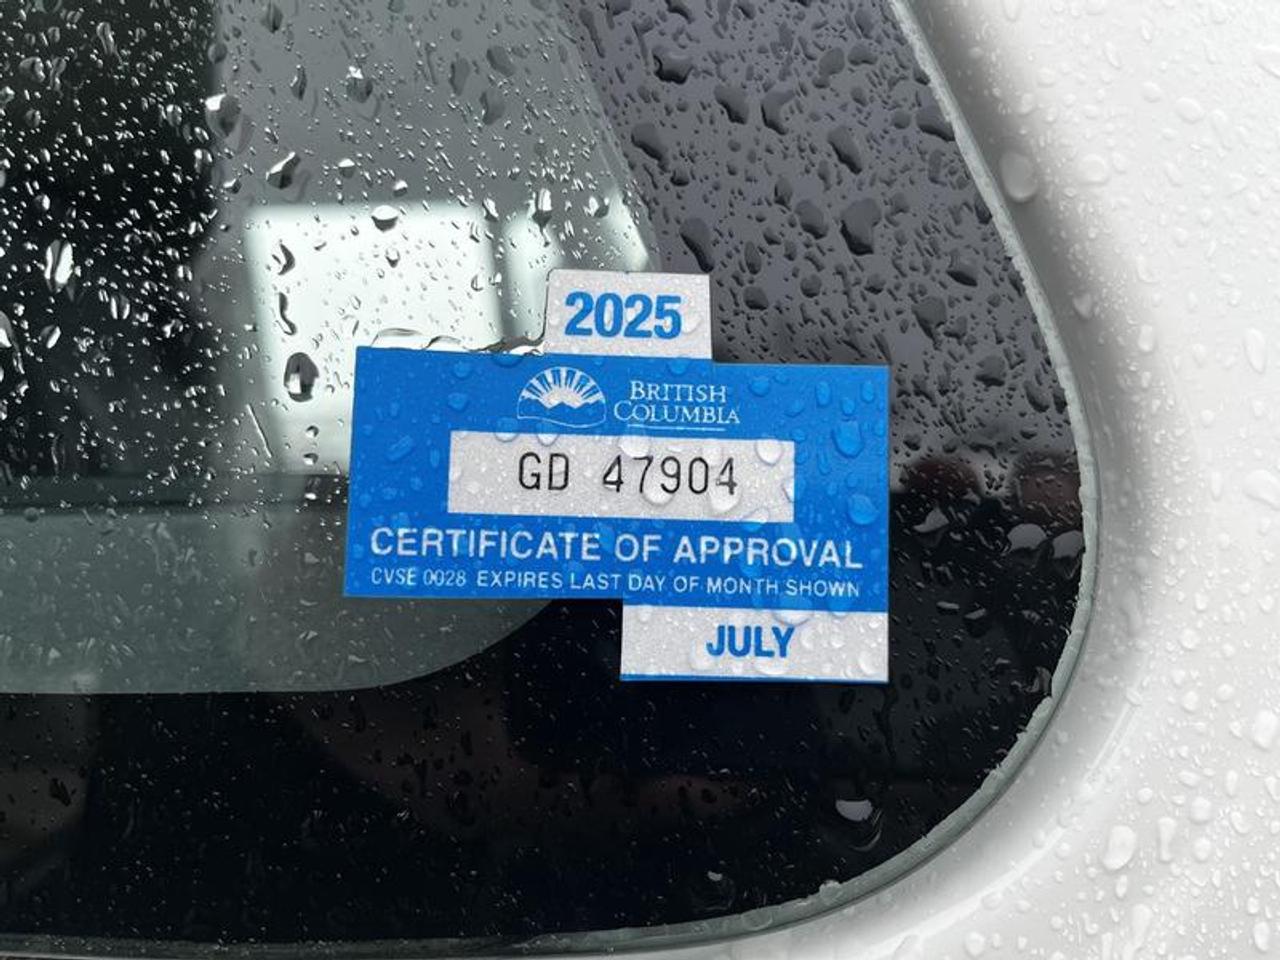 2025
BRITISH
COLUMBIA
GD 47904
CERTIFICATE OF APPROVAL
CVSE 0028 EXPIRES LAST DAY OF MONTH SHOWN
JULY